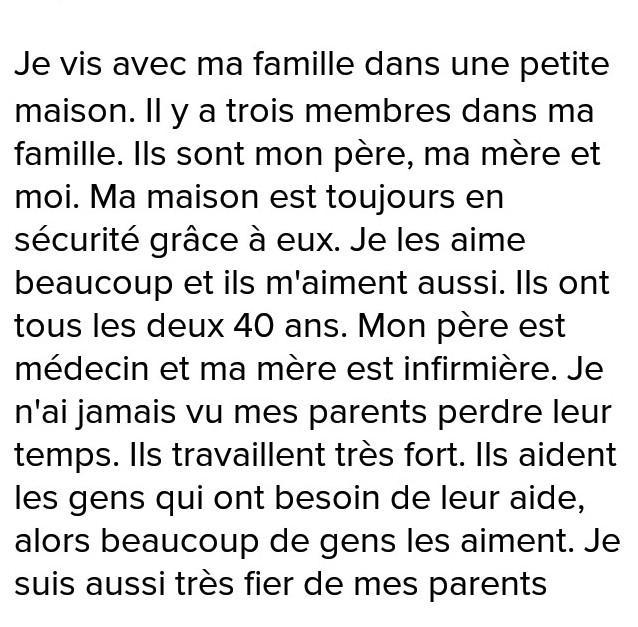 Je vis avec ma famille dans une petite
maison. Il y a trois membres dans ma
famille. Ils sont mon père, ma mère et
moi. Ma maison est toujours en
sécurité grâce à eux. Je les aime
beaucoup et ils m'aiment aussi. Ils ont
tous les deux 40 ans. Mon père est
médecin et ma mère est infirmière. Je
n'ai jamais vu mes parents perdre leur
temps. Ils travaillent très fort. Ils aident
les gens qui ont besoin de leur aide,
alors beaucoup de gens les aiment. Je
suis aussi très fier de mes parents